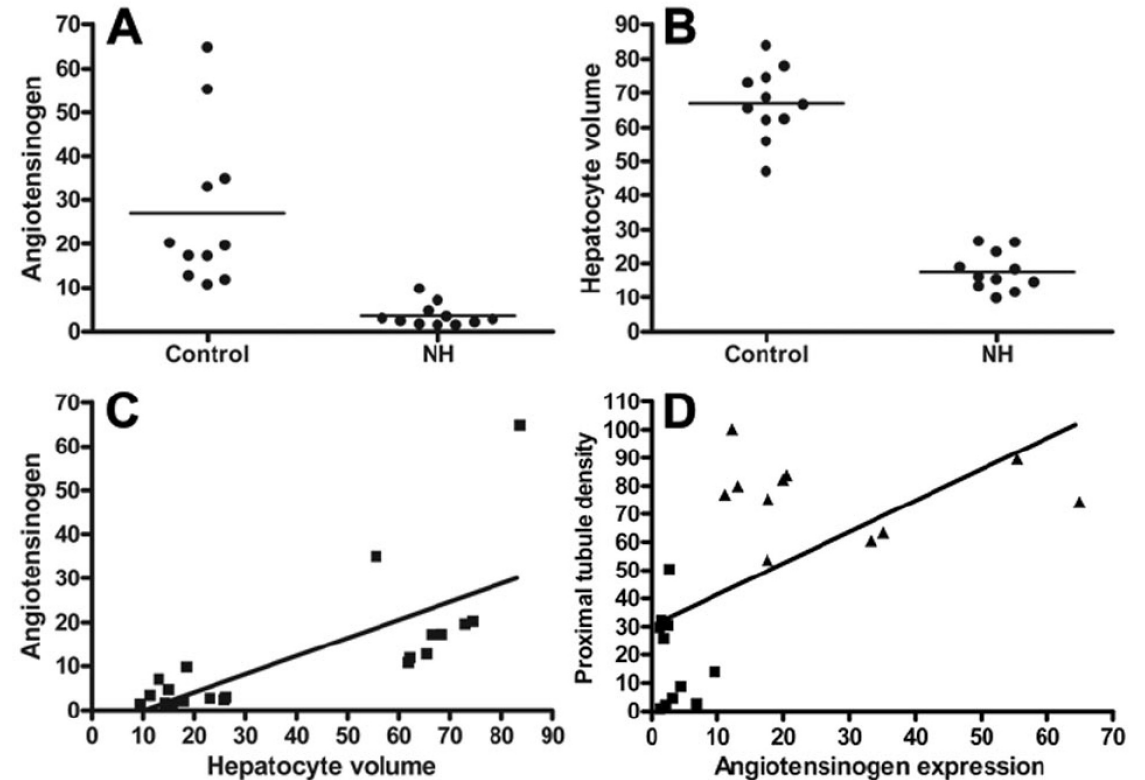 A
Angiotensinogen
70
60
50
40
30
20
10
0
Control NH
B
Hepatocyte volume
90
80
70
60
50
40
30
20
10
0
Control NH
C
Angiotensinogen
70
60
50
40
30
20
10
0
0 10 20 30 40 50 60 70 80 90
Hepatocyte volume
D
Proximal tubule density
110
100
90
80
70
60
50
40
30
20
10
0
0 10 20 30 40 50 60 70
Angiotensinogen expression